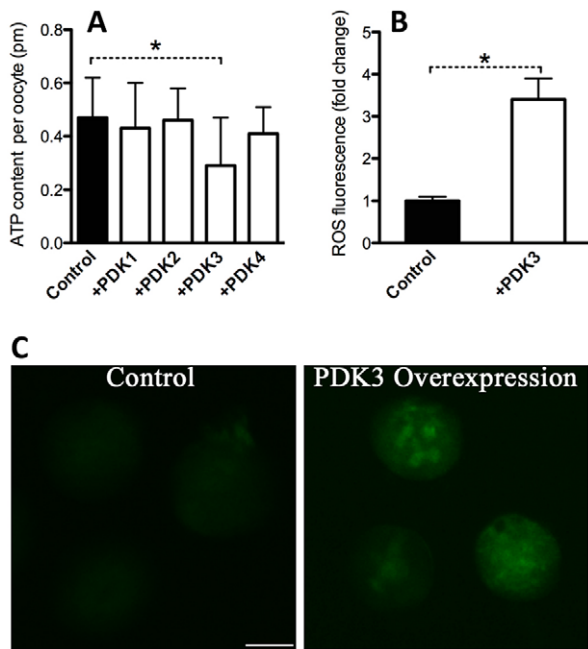 A
ATP content per oocyte (pm)
0.8
0.6
0.4
0.2
0.0
*
Control
+PDK1
+PDK2
+PDK3
+PDK4
B
ROS fluorescence (fold change)
5
4
3
2
1
0
*
Control
+PDK3
C
Control
PDK3 Overexpression